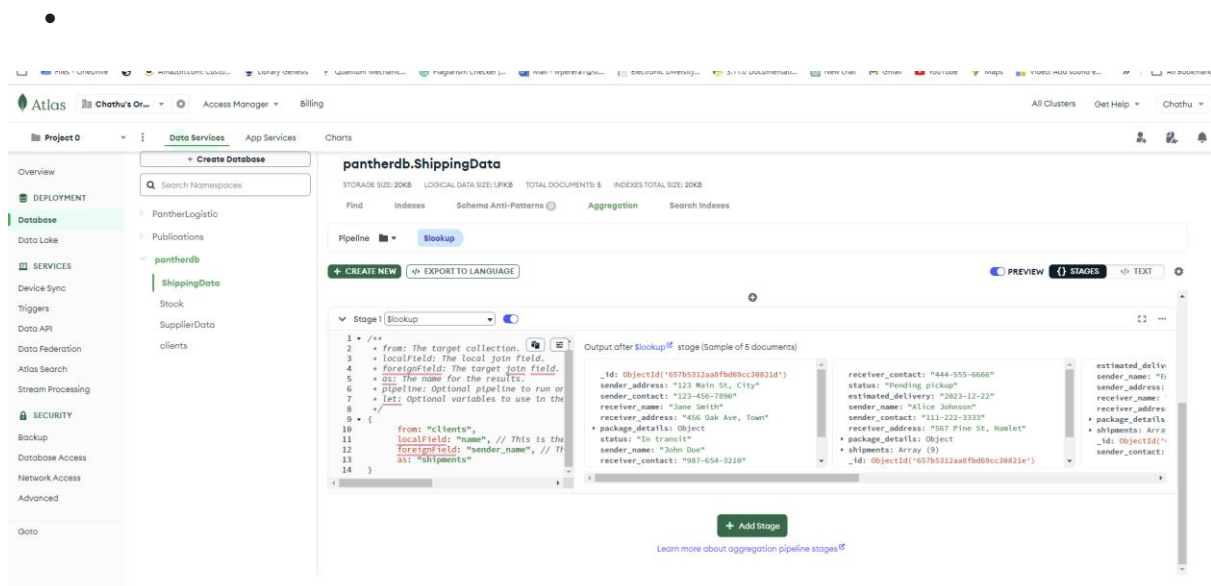 Atlas Chathu's Or... Access Manager Billing All Clusters Get Help Chathu
Project 0 Data Services App Services Charts
Overview
DEPLOYMENT
Database
Data Lake
SERVICES
Device Sync
Triggers
Data API
Data Federation
Atlas Search
Stream Processing
SECURITY
Backup
Database Access
Network Access
Advanced
Goto
+ Create Database
Search Namespaces
PantherLogistic
Publications
pantherdb
ShippingData
Stook
SupplierData
clients
pantherdb.ShippingData
STORAGE SIZE: 20KB LOGICAL DATA SIZE: TOTAL DOCUMENTS: 5 INDEXES TOTAL SIZE: 20KB
Find Indexes Schema Anti-Patterns 0 Aggregation Search Indexes
Pipeline $lookup
+ CREATE NEW </> EXPORT TO LANGUAGE PREVIEW {} STAGES </> TEXT
Stage 1 $lookup
1 /**
2 * from: The target collection.
3 * localField: The local join field.
4 * foreignField: The target join field.
5 * as: The name for the results.
6 * pipeline: Optional pipeline to run on
7 * let: Optional variables to use in the
8 */
9 {
10 from: "clients",
11 localField: "name", // This is the
12 foreignField: "sender_name", // Th
13 as: "shipments"
14 }
Output after $lookup stage (Sample of 5 documents)
_id: ObjectId('657b5312aa8fbd69cc30821d')
sender_address: "123 Main St, City"
sender_contact: "123-456-7890"
receiver_name: "Jane Smith"
receiver_address: "456 Oak Ave, Town"
package_details: Object
status: "In transit"
sender_name: "John Doe"
receiver_contact: "987-654-3210"
receiver_contact: "444-555-6666"
status: "Pending pickup"
estimated_delivery: "2023-12-22"
sender_name: "Alice Johnson"
sender_contact: "111-222-3333"
receiver_address: "567 Pine St, Hamlet"
package_details: Object
shipments: Array (9)
_id: ObjectId('657b5312aa8fbd69cc30821e')
estimated_deliv
sender_name: "E
sender_address:
receiver_name:
receiver_addres
package_details
shipments: Arra
_id: ObjectId('
sender_contact:
+ Add Stage
Learn more about aggregation pipeline stages